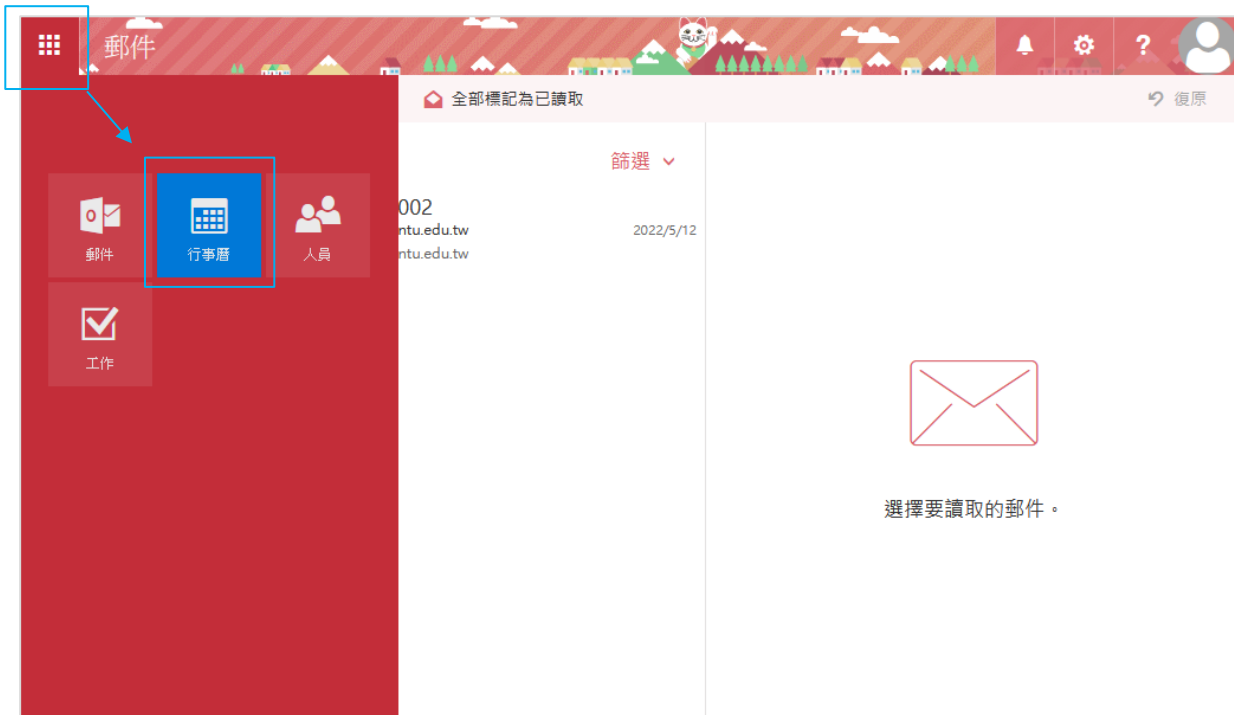 郵件
?
全部標記為已讀取
復原
篩選
002
ntu.edu.tw 2022/5/12
ntu.edu.tw
郵件
行事曆
人員
工作
選擇要讀取的郵件。